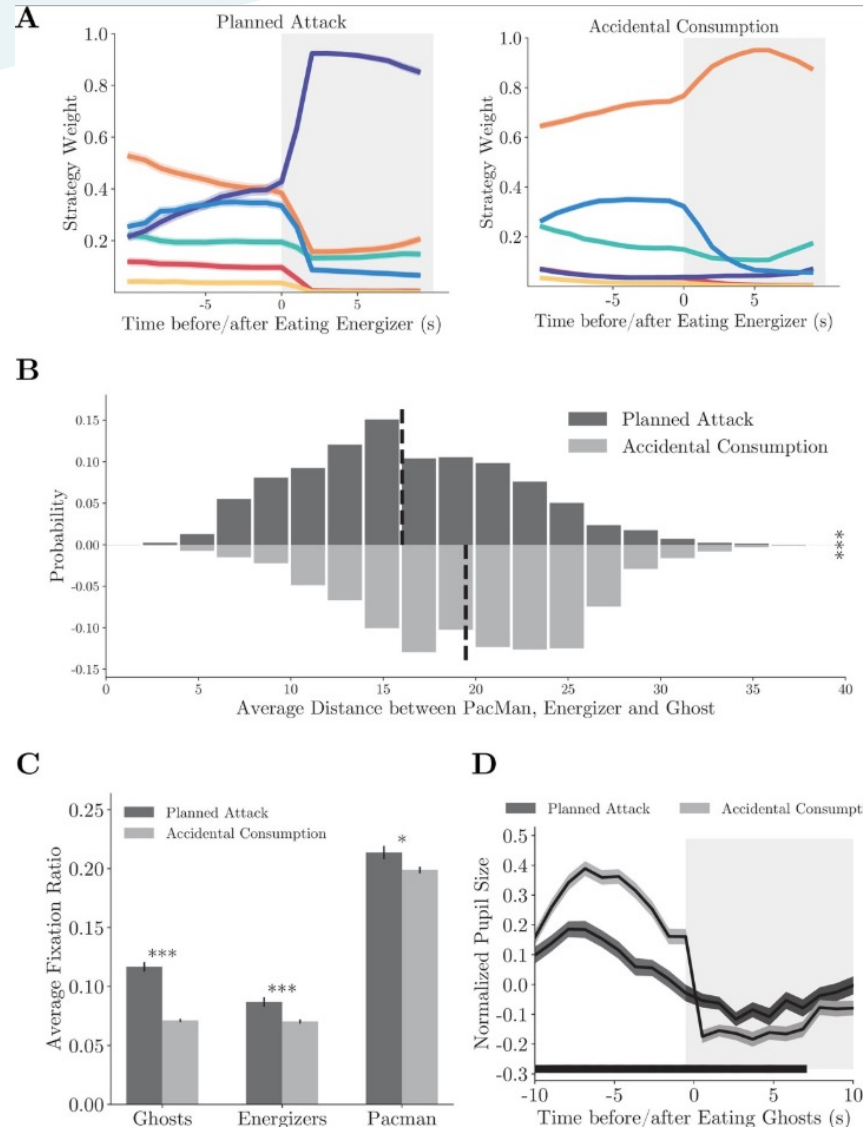 A
Planned Attack
Accidental Consumption
1.0
0.8
0.6
0.4
0.2
Strategy Weight
-5
0
5
Time before/after Eating Energizer (s)
1.0
0.8
0.6
0.4
0.2
Strategy Weight
-5
0
5
Time before/after Eating Energizer (s)
B
0.15
0.10
0.05
0.00
-0.05
-0.10
-0.15
Probability
Planned Attack
Accidental Consumption
***
0
5
10
15
20
25
30
35
40
Average Distance between PacMan, Energizer and Ghost
C
0.25
0.20
0.15
0.10
0.05
0.00
Average Fixation Ratio
Planned Attack
Accidental Consumption
***
***
*
Ghosts
Energizers
Pacman
D
Planned Attack
Accidental Consumpt
0.5
0.4
0.3
0.2
0.1
0.0
-0.1
-0.2
-0.3
Normalized Pupil Size
-10
-5
0
5
10
Time before/after Eating Ghosts (s)